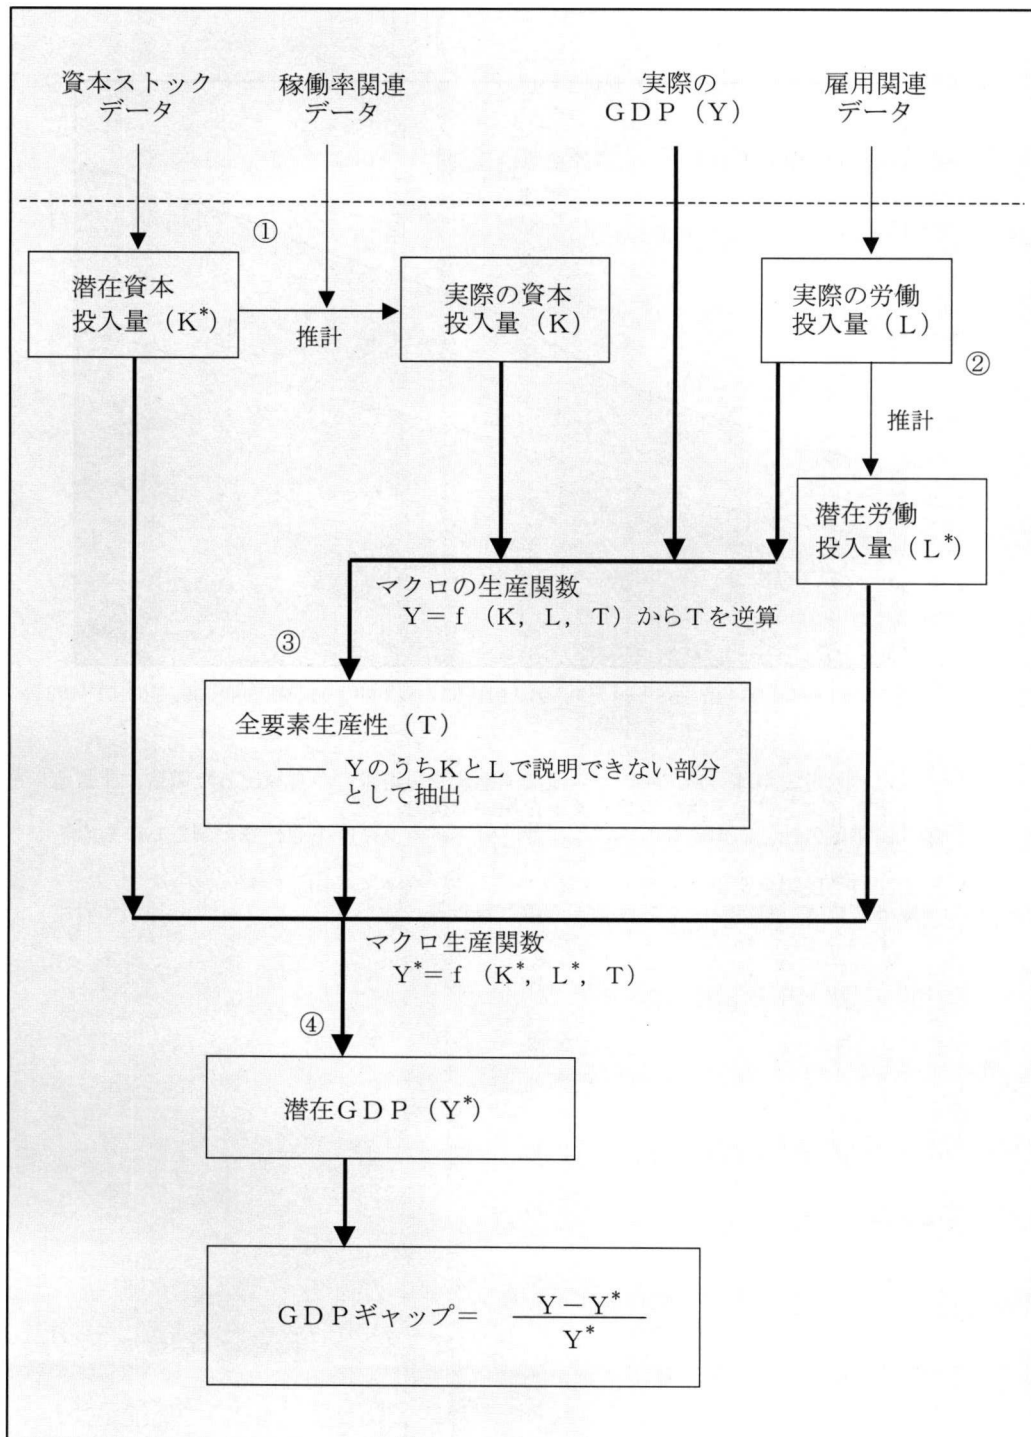 資本ストック
データ
稼働率関連
データ
実際の
ＧＤＰ（Ｙ）
雇用関連
データ
①
潜在資本
投入量（K*）
推計
実際の資本
投入量（K）
実際の労働
投入量（L）
②
推計
潜在労働
投入量（L*）
マクロの生産関数
Ｙ＝ｆ（K，L，T）からTを逆算
③
全要素生産性（T）
── YのうちKとLで説明できない部分
として抽出
マクロ生産関数
Y*＝ｆ（K*，L*，T）
④
潜在ＧＤＰ（Y*）
ＧＤＰギャップ＝
Y－Y*
Y*